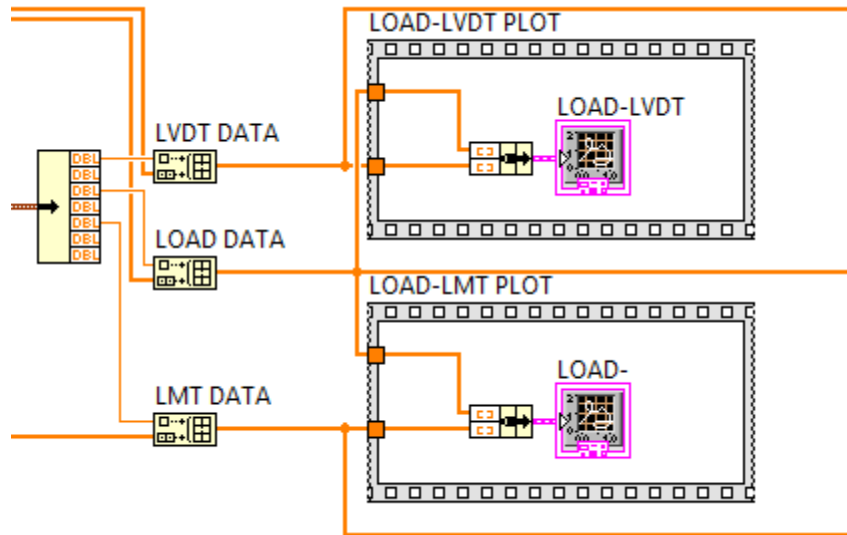 LOAD-LVDT PLOT
LVDT DATA
LOAD-LVDT
DBL
DBL
DBL
DBL
DBL
DBL
DBL
LOAD DATA
LOAD-LMT PLOT
LOAD-
LMT DATA